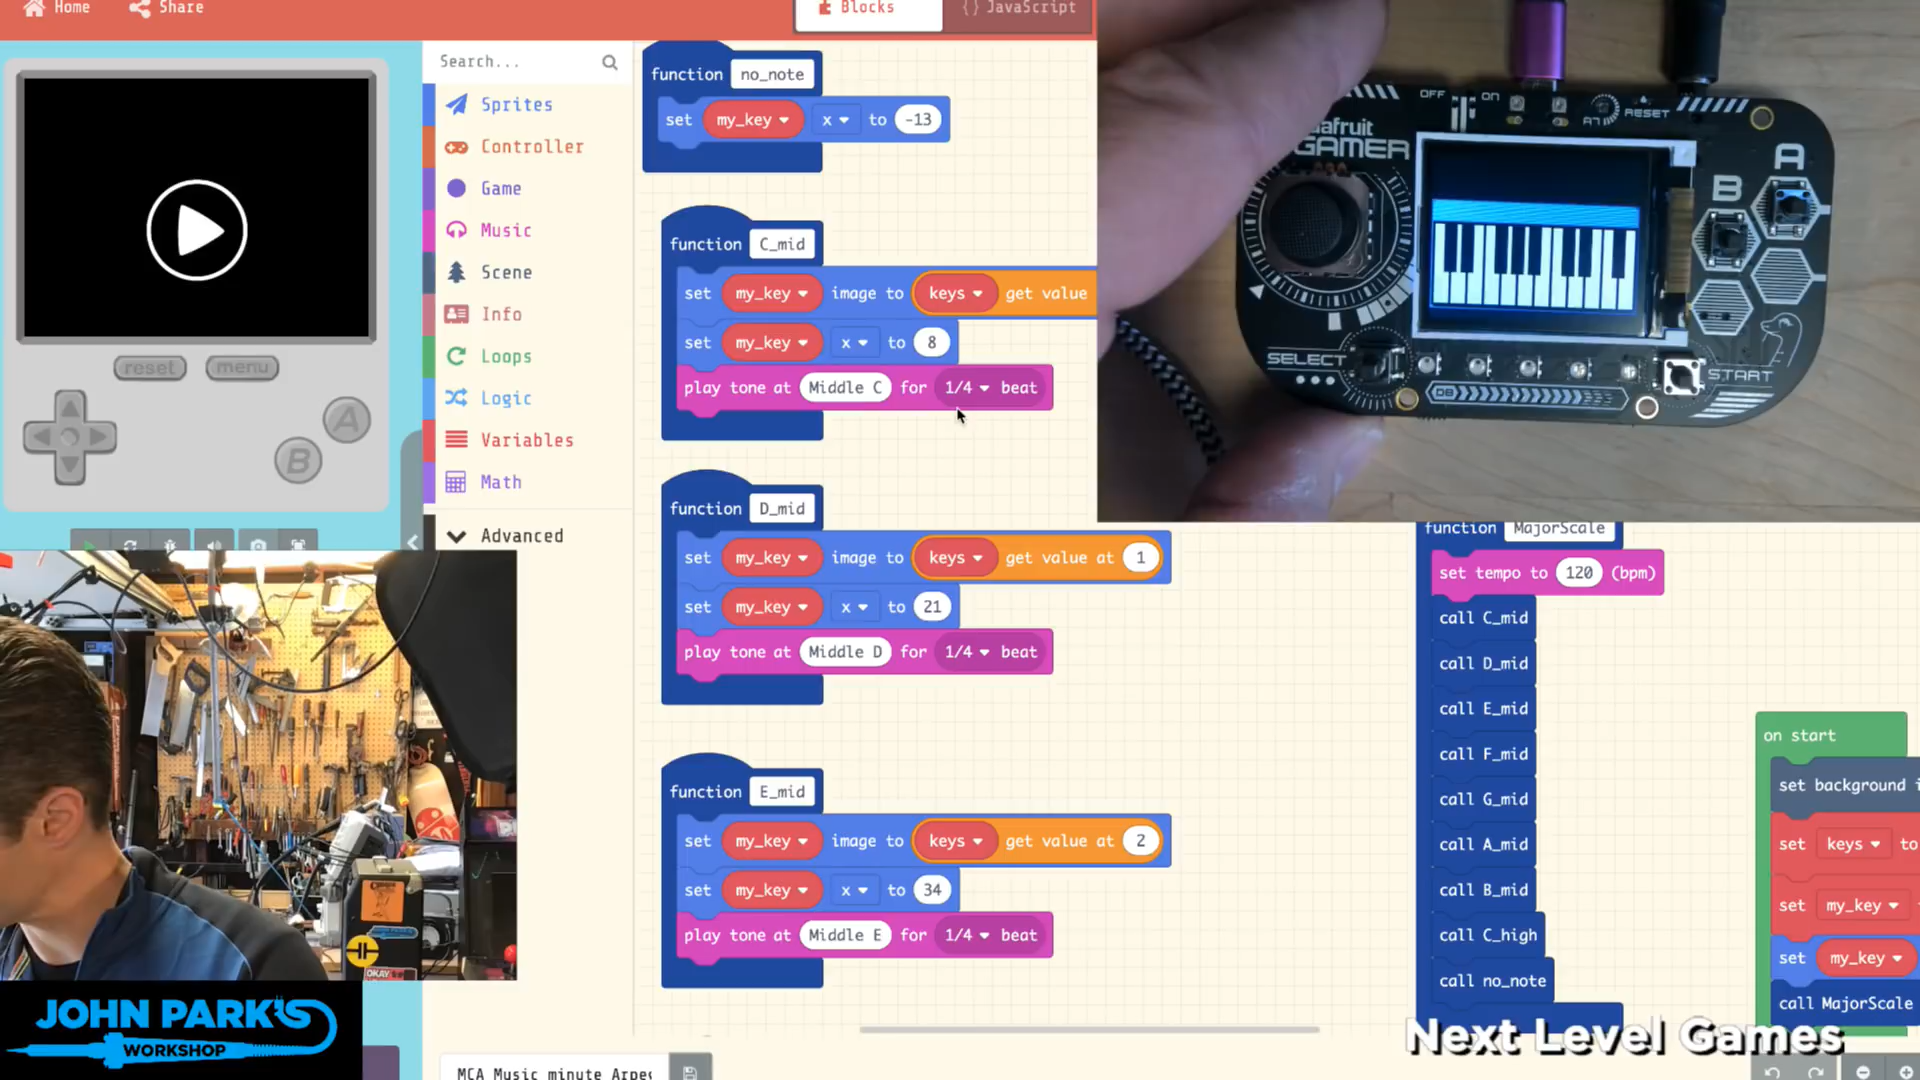 Home
Share
Blocks
{} JavaScript
Search...
Sprites
Controller
Game
Music
Scene
Info
Loops
Logic
Variables
Math
Advanced
reset
menu
A
B
function no_note
set my_key x to -13
function C_mid
set my_key image to keys get value
set my_key x to 8
play tone at Middle C for 1/4 beat
function D_mid
set my_key image to keys get value at 1
set my_key x to 21
play tone at Middle D for 1/4 beat
function E_mid
set my_key image to keys get value at 2
set my_key x to 34
play tone at Middle E for 1/4 beat
OFF
ON
A7
RESET
GAMER
B
A
SELECT
START
D8
function MajorScale
set tempo to 120 (bpm)
call C_mid
call D_mid
call E_mid
call F_mid
call G_mid
call A_mid
call B_mid
call C_high
call no_note
on start
set background
set keys to
set my_key
set my_key
call MajorScale
OKAY
JOHN PARK'S
WORKSHOP
Next Level Games
MCA Music minute Arpeg